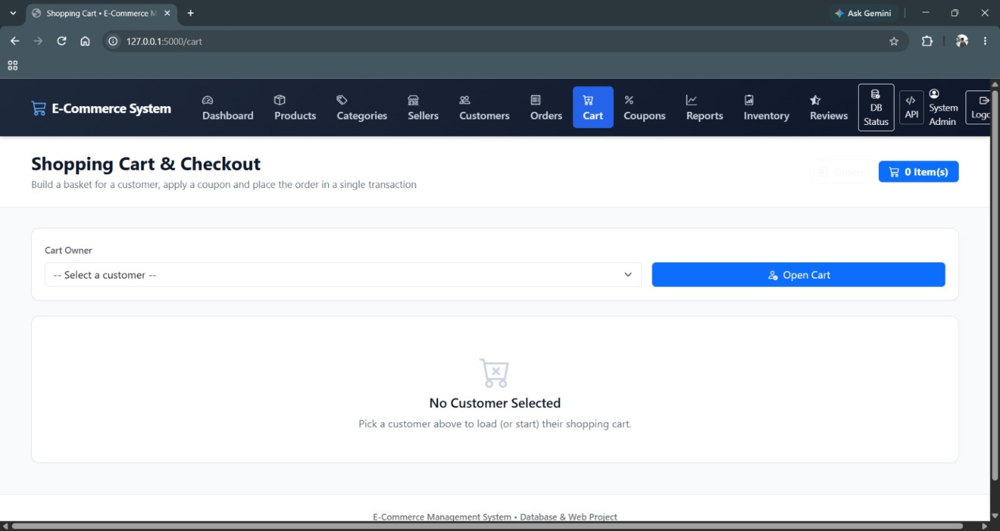 Shopping Cart • E-Commerce M
Ask Gemini
127.0.0.1:5000/cart
E-Commerce System
Dashboard
Products
Categories
Sellers
Customers
Orders
Cart
Coupons
Reports
Inventory
Reviews
DB
Status
API
System
Admin
Logo
Shopping Cart & Checkout
Build a basket for a customer, apply a coupon and place the order in a single transaction
Orders
0 Item(s)
Cart Owner
-- Select a customer --
Open Cart
No Customer Selected
Pick a customer above to load (or start) their shopping cart.
E-Commerce Management System • Database & Web Project